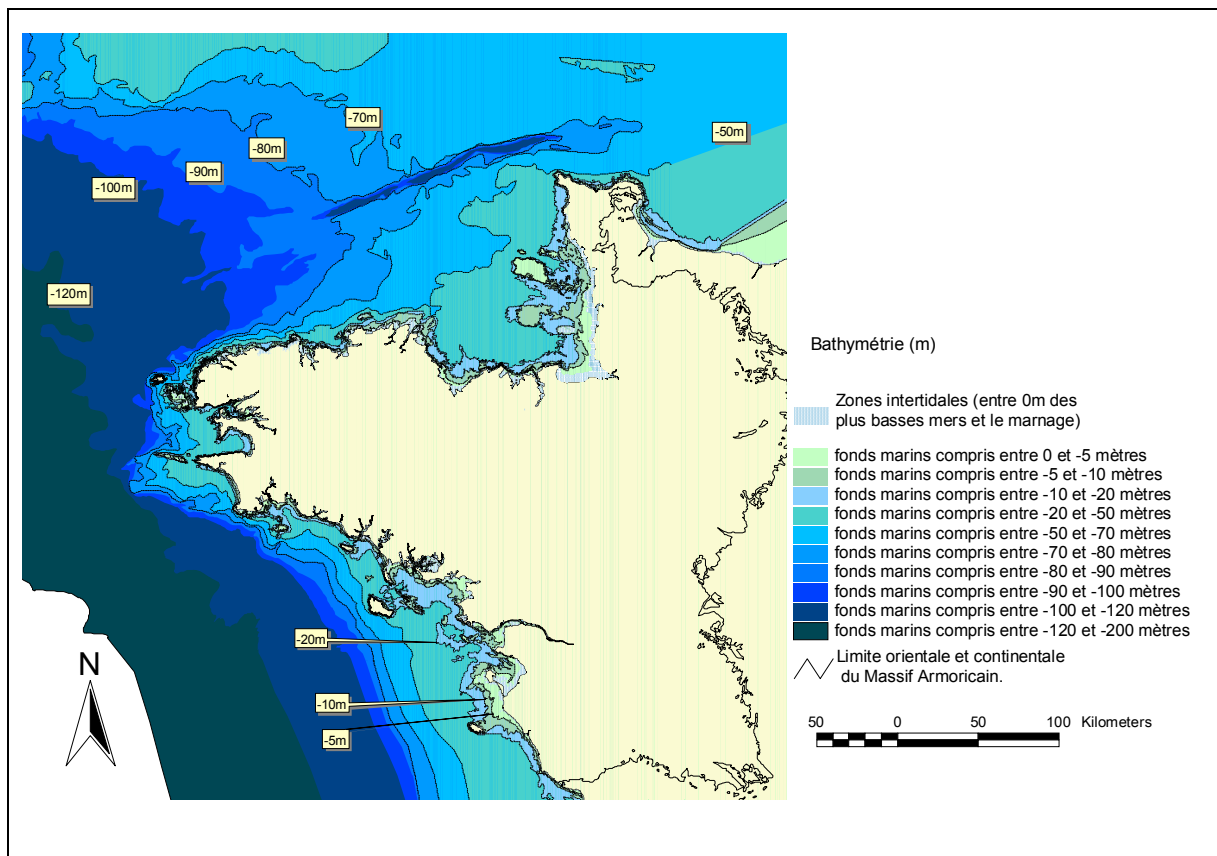 -70m
-50m
-80m
-90m
-100m
-120m
-20m
-10m
-5m
N
Bathymétrie (m)
Zones intertidales (entre 0m des
plus basses mers et le marnage)
fonds marins compris entre 0 et -5 mètres
fonds marins compris entre -5 et -10 mètres
fonds marins compris entre -10 et -20 mètres
fonds marins compris entre -20 et -50 mètres
fonds marins compris entre -50 et -70 mètres
fonds marins compris entre -70 et -80 mètres
fonds marins compris entre -80 et -90 mètres
fonds marins compris entre -90 et -100 mètres
fonds marins compris entre -100 et -120 mètres
fonds marins compris entre -120 et -200 mètres
Limite orientale et continentale
du Massif Armoricain.
50 0 50 100 Kilometers